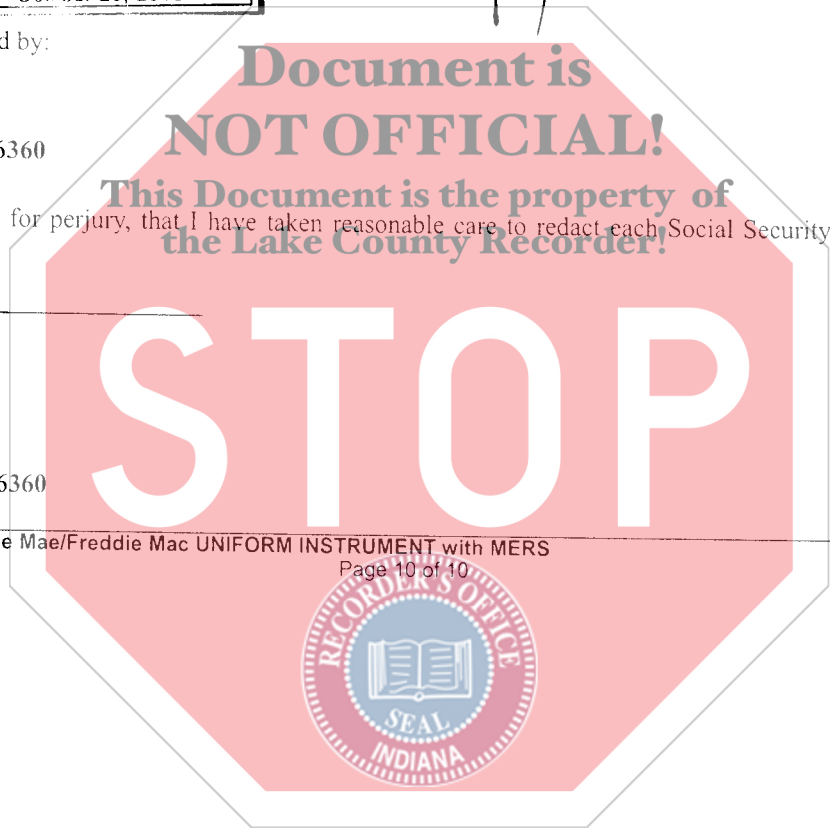 d by:
Document is
NOT OFFICIAL!
6360
This Document is the property of
for perjury, that I have taken reasonable care to redact each Social Security
the Lake County Recorder!
STOP
6360
e Mae/Freddie Mac UNIFORM INSTRUMENT with MERS
Page 10 of 10
RECORDER'S OFFICE
SEAL
INDIANA